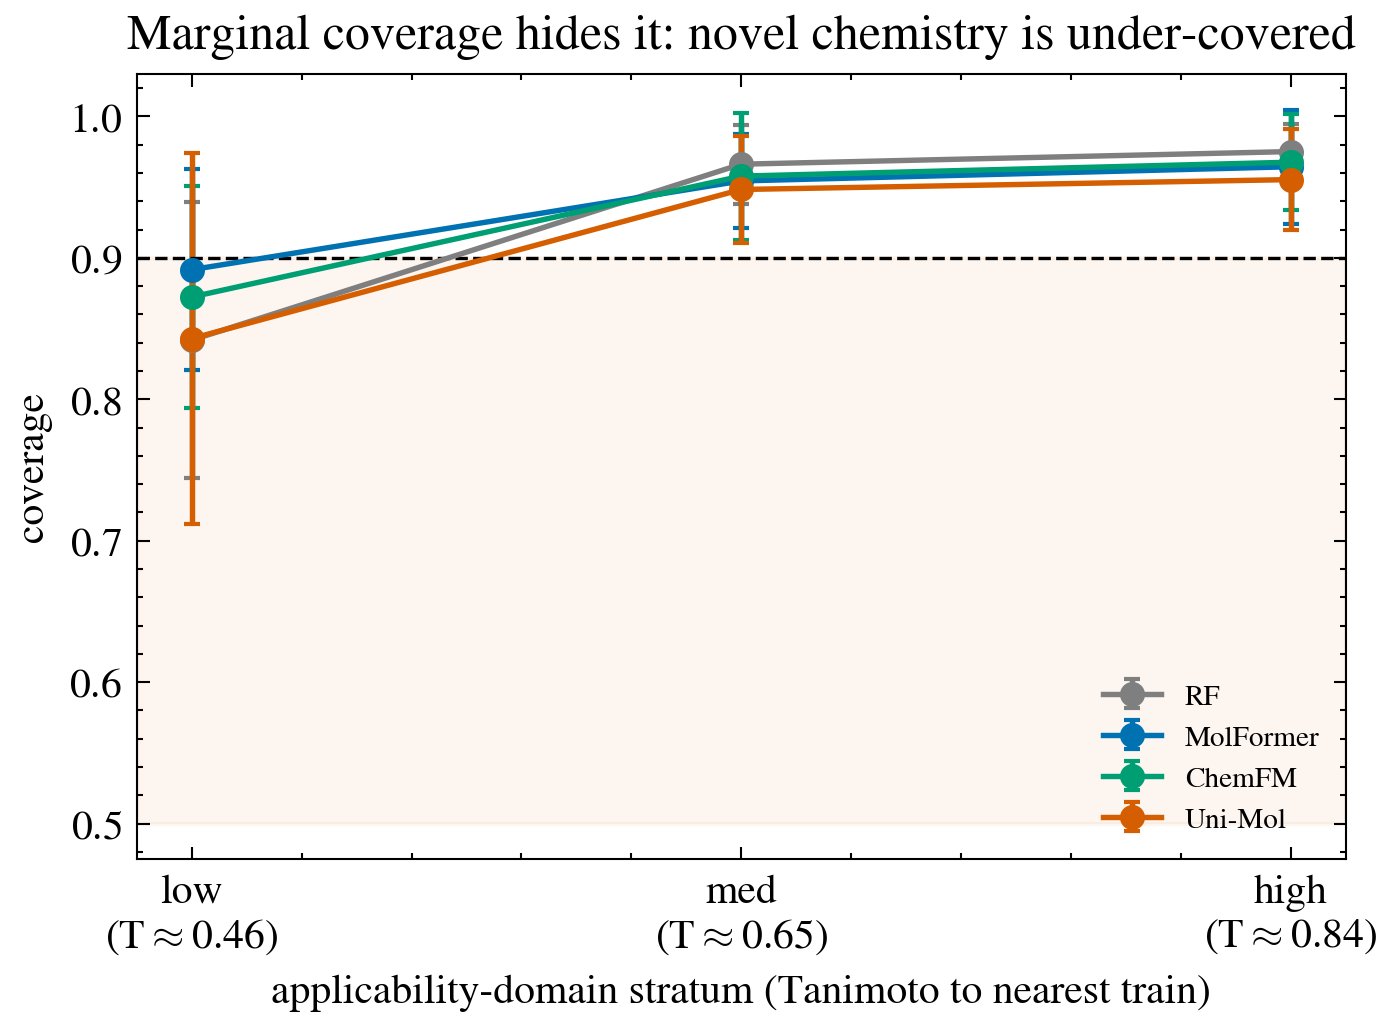 Marginal coverage hides it: novel chemistry is under-covered
1.0
0.9
0.8
0.7
0.6
0.5
coverage
RF
MolFormer
ChemFM
Uni-Mol
low
(T ≈ 0.46)
med
(T ≈ 0.65)
high
(T ≈ 0.84)
applicability-domain stratum (Tanimoto to nearest train)